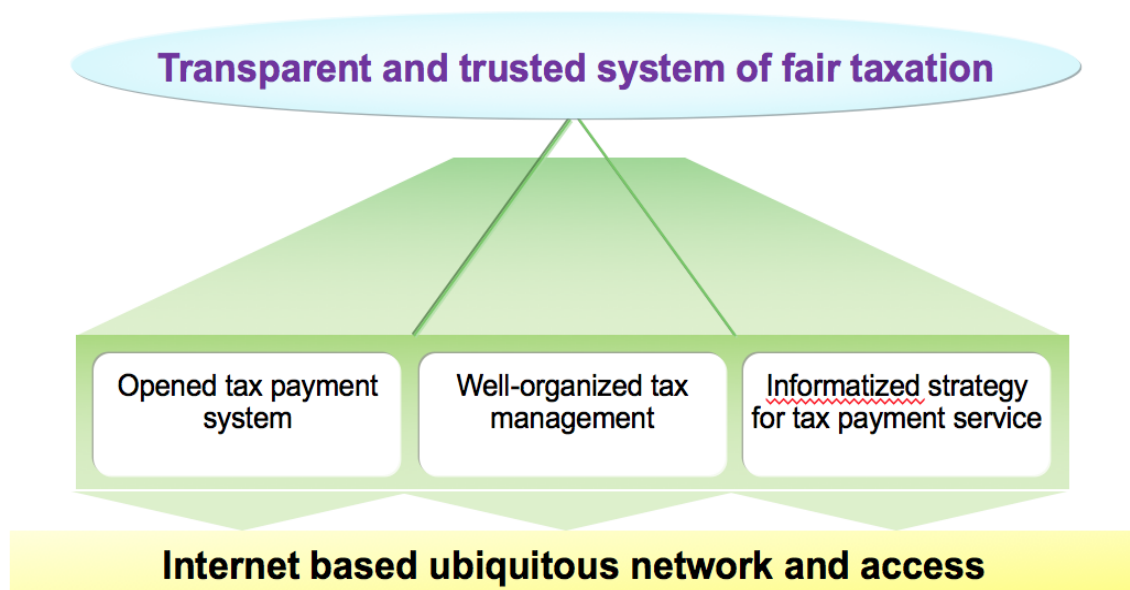 Transparent and trusted system of fair taxation
Opened tax payment
system
Well-organized tax
management
Informatized strategy
for tax payment service
Internet based ubiquitous network and access